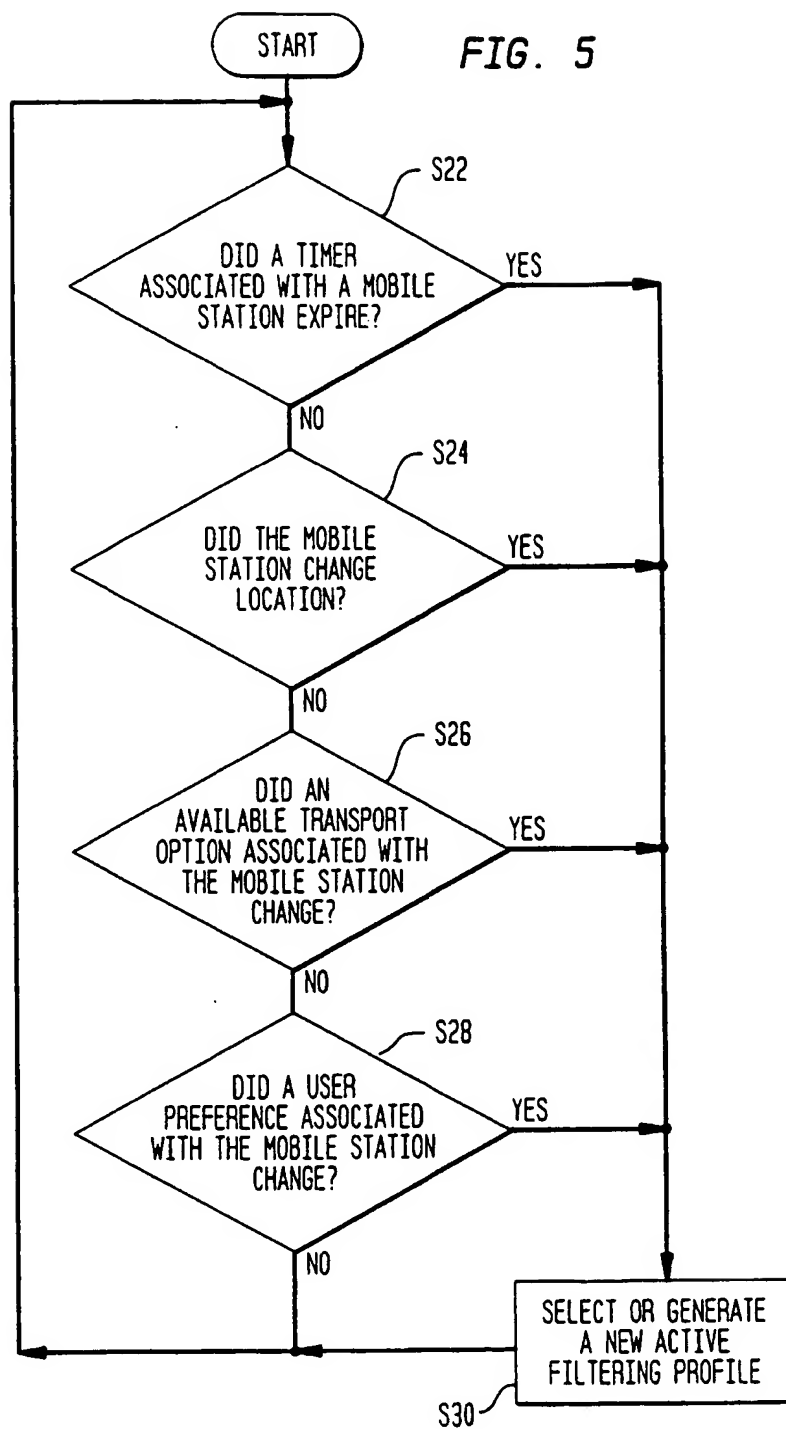 START
FIG. 5
S22
DID A TIMER
ASSOCIATED WITH A MOBILE
STATION EXPIRE?
YES
NO
S24
DID THE MOBILE
STATION CHANGE
LOCATION?
YES
NO
S26
DID AN
AVAILABLE TRANSPORT
OPTION ASSOCIATED WITH
THE MOBILE STATION
CHANGE?
YES
NO
S28
DID A USER
PREFERENCE ASSOCIATED
WITH THE MOBILE STATION
CHANGE?
YES
NO
SELECT OR GENERATE
A NEW ACTIVE
FILTERING PROFILE
S30